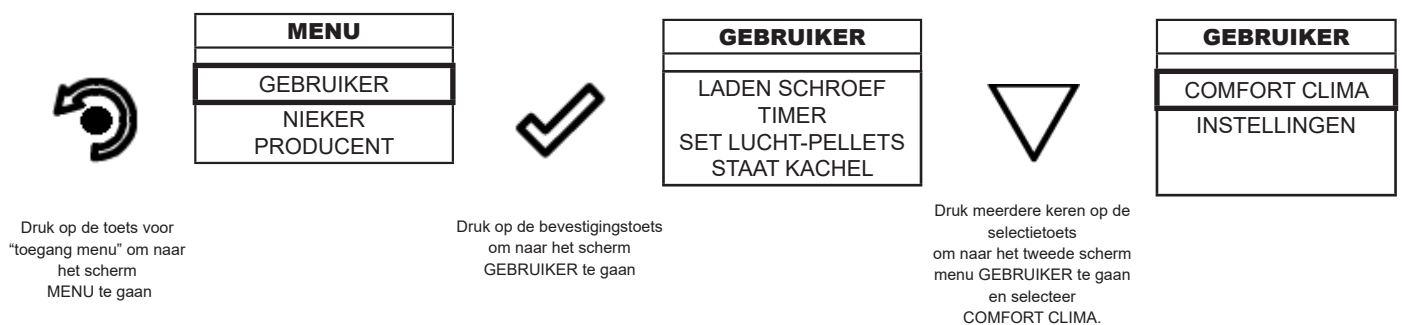 MENU
GEBRUIKER
NIEKER
PRODUCENT
Druk op de toets voor
“toegang menu” om naar
het scherm
MENU te gaan
Druk op de bevestigingstoets
om naar het scherm
GEBRUIKER te gaan
GEBRUIKER
LADEN SCHROEF
TIMER
SET LUCHT-PELLETS
STAAT KACHEL
Druk meerdere keren op de
selectietoets
om naar het tweede scherm
menu GEBRUIKER te gaan
en selecteer
COMFORT CLIMA.
GEBRUIKER
COMFORT CLIMA
INSTELLINGEN